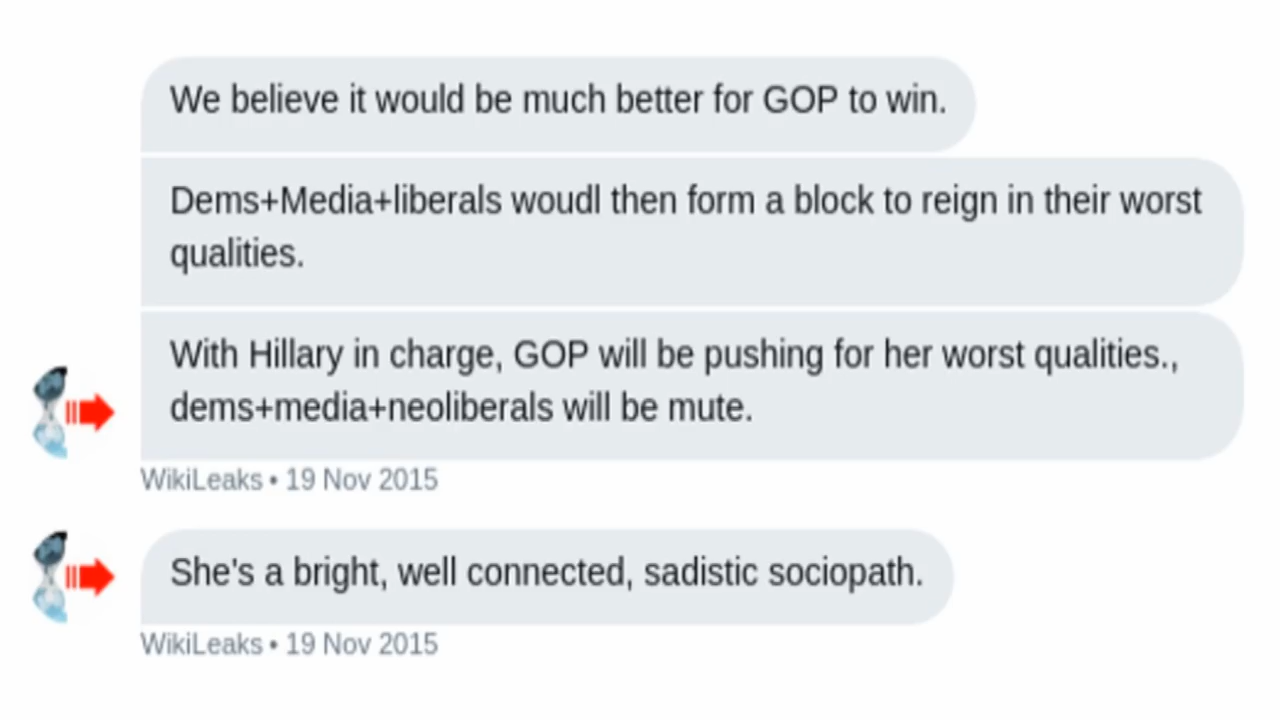 We believe it would be much better for GOP to win.
Dems+Media+liberals woudl then form a block to reign in their worst
qualities.
With Hillary in charge, GOP will be pushing for her worst qualities.,
dems+media+neoliberals will be mute.
WikiLeaks • 19 Nov 2015
She's a bright, well connected, sadistic sociopath.
WikiLeaks • 19 Nov 2015